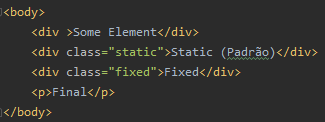 <body>
<div >Some Element</div>
<div class="static">Static (Padrão)</div>
<div class="fixed">Fixed</div>
<p>Final</p>
</body>